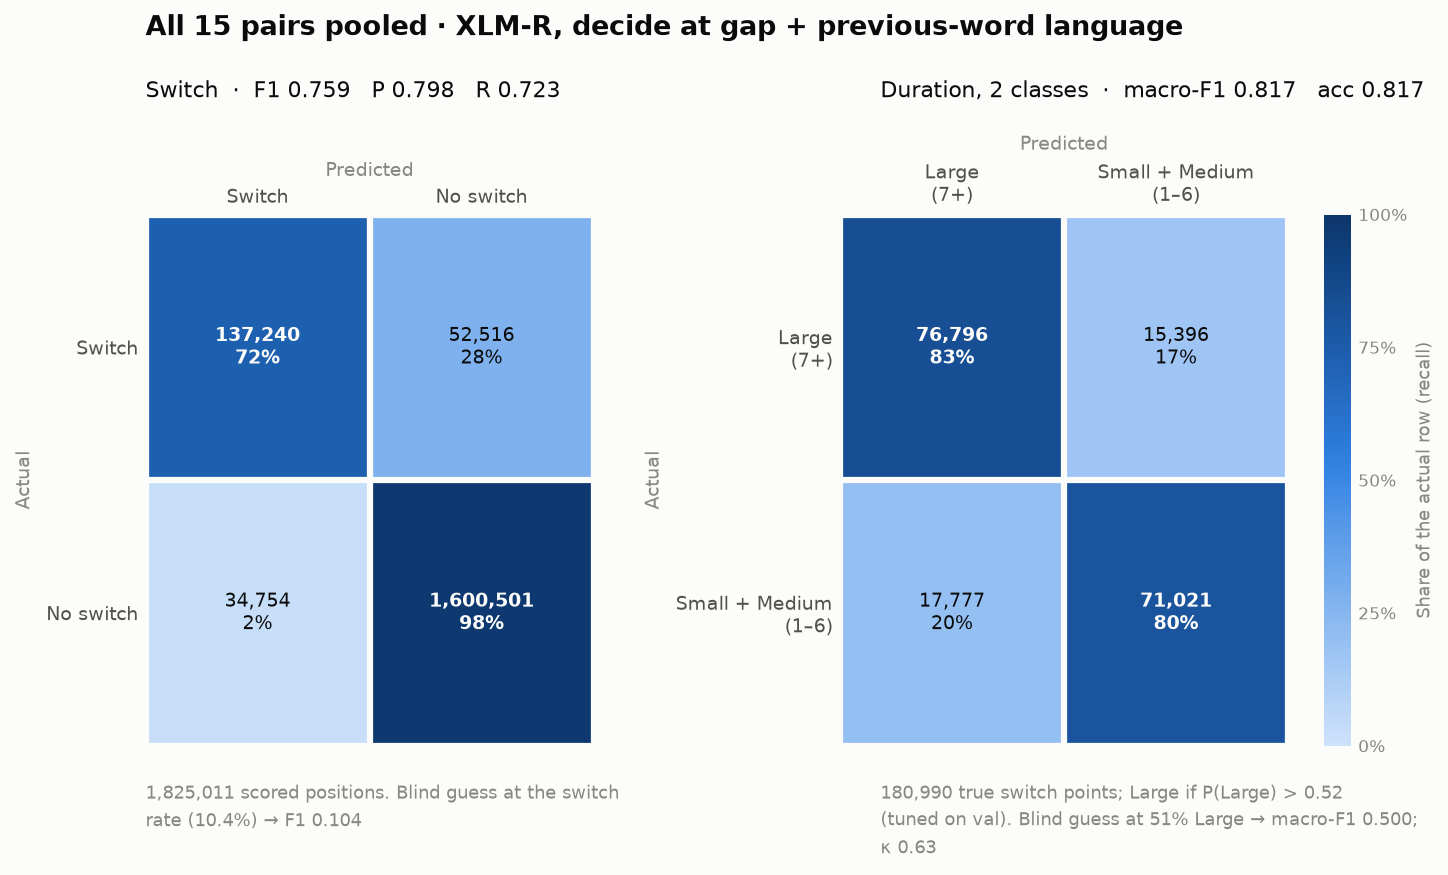 All 15 pairs pooled · XLM-R, decide at gap + previous-word language
Switch · F1 0.759 P 0.798 R 0.723
Predicted
Switch No switch
Actual
Switch
137,240
72%
52,516
28%
No switch
34,754
2%
1,600,501
98%
1,825,011 scored positions. Blind guess at the switch
rate (10.4%) → F1 0.104
Duration, 2 classes · macro-F1 0.817 acc 0.817
Predicted
Large
(7+)
Small + Medium
(1–6)
Actual
Large
(7+)
76,796
83%
15,396
17%
Small + Medium
(1–6)
17,777
20%
71,021
80%
100%
75%
50%
25%
0%
Share of the actual row (recall)
180,990 true switch points; Large if P(Large) > 0.52
(tuned on val). Blind guess at 51% Large → macro-F1 0.500;
κ 0.63